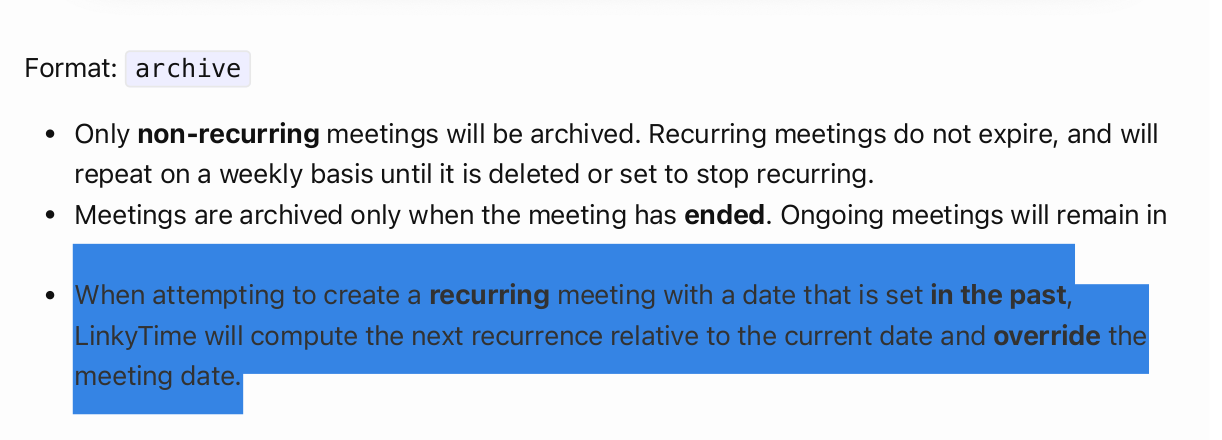 Format: archive
Only non-recurring meetings will be archived. Recurring meetings do not expire, and will
repeat on a weekly basis until it is deleted or set to stop recurring.
Meetings are archived only when the meeting has ended. Ongoing meetings will remain in
When attempting to create a recurring meeting with a date that is set in the past,
LinkyTime will compute the next recurrence relative to the current date and override the
meeting date.